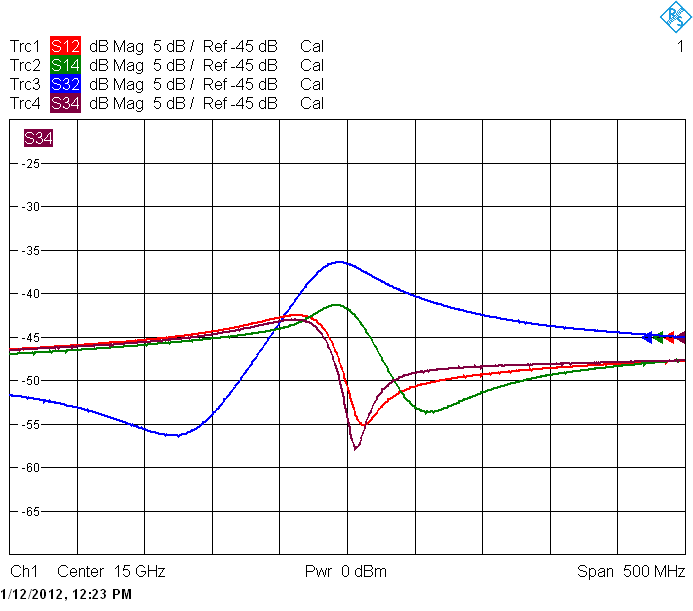 R&S
Trc1 S12 dB Mag 5 dB / Ref -45 dB Cal 1
Trc2 S14 dB Mag 5 dB / Ref -45 dB Cal
Trc3 S32 dB Mag 5 dB / Ref -45 dB Cal
Trc4 S34 dB Mag 5 dB / Ref -45 dB Cal
S34
-25
-30
-35
-40
-45
-50
-55
-60
-65
Ch1 Center 15 GHz Pwr 0 dBm Span 500 MHz
1/12/2012, 12:23 PM